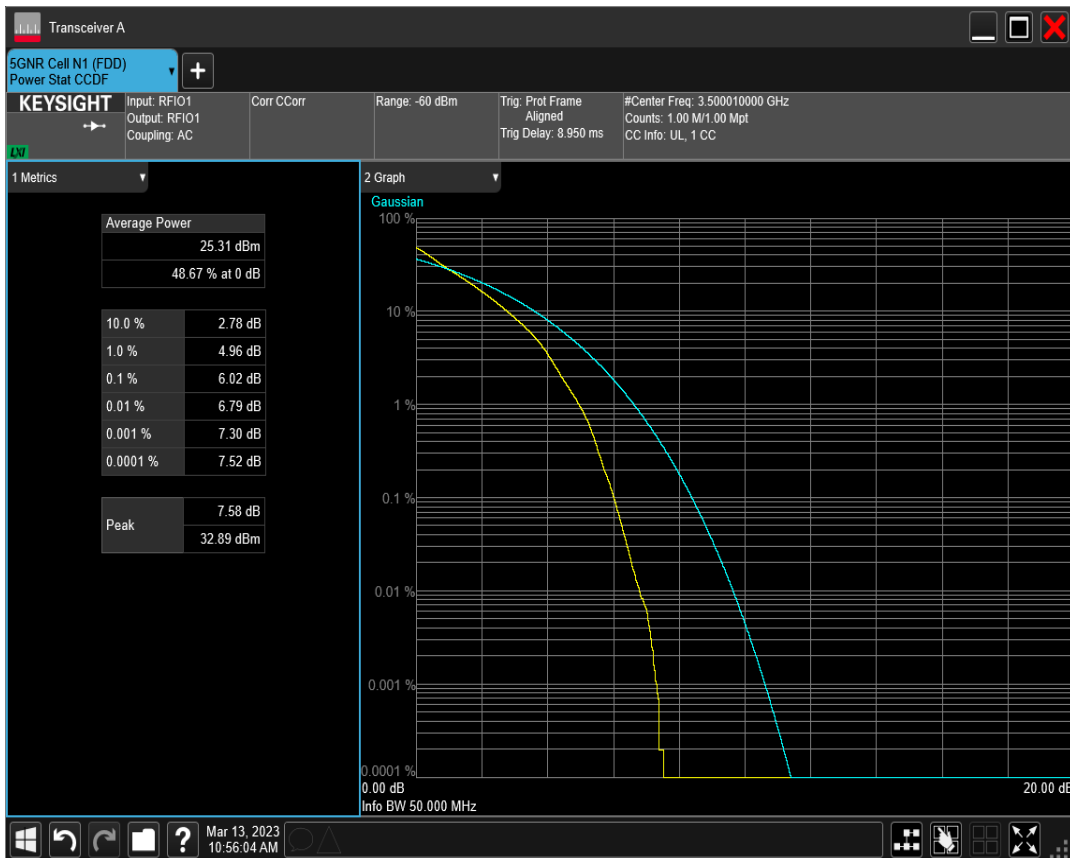 Transceiver A
5GNR Cell N1 (FDD)
Power Stat CCDF
KEYSIGHT
LXI
Input: RFIO1
Output: RFIO1
Coupling: AC
Corr CCorr
Range: -60 dBm
Trig: Prot Frame
Aligned
Trig Delay: 8.950 ms
#Center Freq: 3.500010000 GHz
Counts: 1.00 M/1.00 Mpt
CC Info: UL, 1 CC
1 Metrics
Average Power
25.31 dBm
48.67 % at 0 dB
10.0 % 2.78 dB
1.0 % 4.96 dB
0.1 % 6.02 dB
0.01 % 6.79 dB
0.001 % 7.30 dB
0.0001 % 7.52 dB
Peak 7.58 dB
32.89 dBm
2 Graph
Gaussian
100 %
10 %
1 %
0.1 %
0.01 %
0.001 %
0.0001 %
0.00 dB 20.00 dB
Info BW 50.000 MHz
Mar 13, 2023
10:56:04 AM